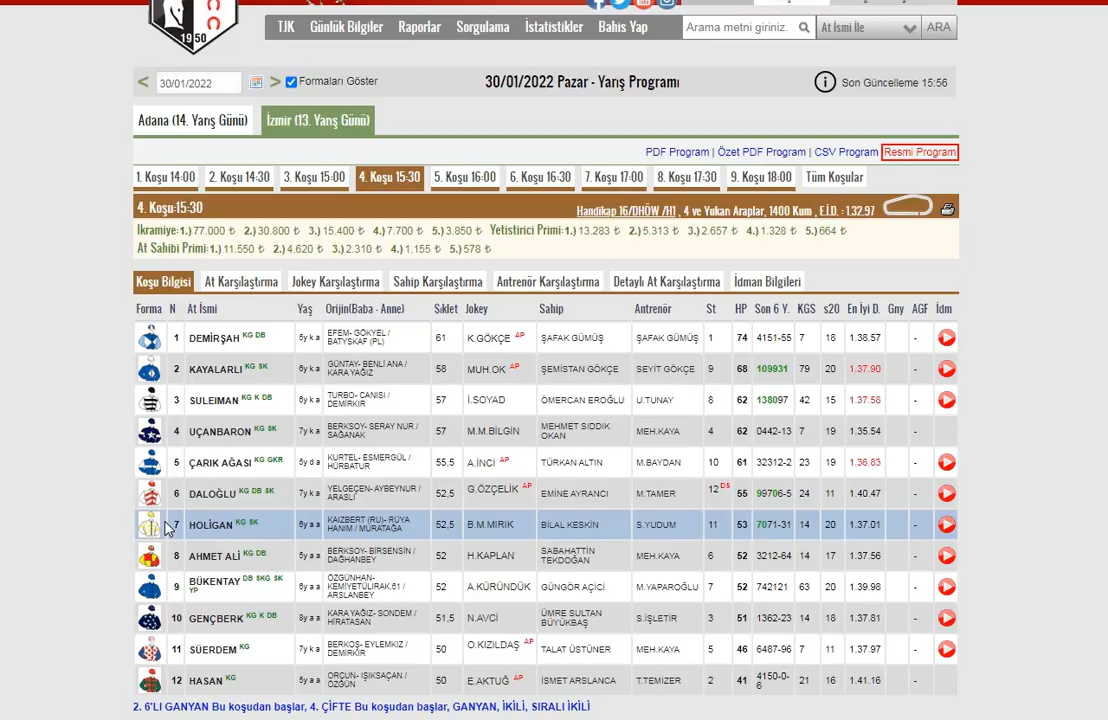 C C
C C
19 50
TJK Günlük Bilgiler Raporlar Sorgulama İstatistikler Bahis Yap Arama metni giriniz. At İsmi İle ARA
< 30/01/2022 > Formaları Göster 30/01/2022 Pazar - Yarış Programı Son Güncelleme 15:56
Adana (14. Yarış Günü) İzmir (13. Yarış Günü)
PDF Program | Özet PDF Program | CSV Program | Resmi Program
1. Koşu 14:00 2. Koşu 14:30 3. Koşu 15:00 4. Koşu 15:30 5. Koşu 16:00 6. Koşu 16:30 7. Koşu 17:00 8. Koşu 17:30 9. Koşu 18:00 Tüm Koşular
4. Koşu:15:30 Handikap 16/DHÖW /H1 , 4 ve Yukarı Araplar, 1400 Kum , E.İ.D. : 1.32.97
İkramiye:1.) 77.000 ₺ 2.) 30.800 ₺ 3.) 15.400 ₺ 4.) 7.700 ₺ 5.) 3.850 ₺ Yetistirici Primi:1.) 13.283 ₺ 2.) 5.313 ₺ 3.) 2.657 ₺ 4.) 1.328 ₺ 5.) 664 ₺
At Sahibi Primi:1.) 11.550 ₺ 2.) 4.620 ₺ 3.) 2.310 ₺ 4.) 1.155 ₺ 5.) 578 ₺
Koşu Bilgisi At Karşılaştırma Jokey Karşılaştırma Sahip Karşılaştırma Antrenör Karşılaştırma Detaylı At Karşılaştırma İdman Bilgileri
Forma N At İsmi Yaş Orijin(Baba - Anne) Sıklet Jokey Sahip Antrenör St HP Son 6 Y. KGS s20 En İyi D. Gny AGF İdm
1 DEMİRŞAH KG DB 5y k a EFEM- GÖKYEL / BATYSKAF (PL) 61 K.GÖKÇE AP ŞAFAK GÜMÜŞ ŞAFAK GÜMÜŞ 1 74 4151-55 7 18 1.38.57 -
2 KAYALARLI KG SK 6y k a GÜNTAY- BENLİ ANA / KARA YAĞIZ 58 MUH.OK AP ŞEMİSTAN GÖKÇE SEYİT GÖKÇE 9 68 109931 79 20 1.37.90 -
3 SULEIMAN KG K DB 6y k a TURBO- CANISI / DEMİRKIR 57 İ.SOYAD ÖMERCAN EROĞLU U.TUNAY 8 62 138097 42 15 1.37.58 -
4 UÇANBARON KG SK 7y k a BERKSOY- SERAY NUR / SAĞANAK 57 M.M.BİLGİN MEHMET SIDDIK OKAN MEH.KAYA 4 62 0442-13 7 19 1.35.54 -
5 ÇARIK AĞASI KG GKR 5y d a KURTEL- ESMERGÜL / HÜRBATUR 55,5 A.İNCİ AP TÜRKAN ALTIN M.BAYDAN 10 61 32312-2 23 19 1.36.83 -
6 DALOĞLU KG DB SK 7y k a YELGEÇEN- AYBEYNUR / ARASLI 52,5 G.ÖZÇELİK AP EMİNE AYRANCI M.TAMER 12 DS 55 99706-5 24 11 1.40.47 -
7 HOLİGAN KG SK 6y a a KAIZBERT (RU)- RÜYA HANIM / MURATAĞA 52,5 B.M.MIRIK BİLAL KESKİN S.YUDUM 11 53 7071-31 14 20 1.37.01 -
8 AHMET ALİ KG DB 5y a a BERKSOY- BİRSENSİN / DAĞHANBEY 52 H.KAPLAN SABAHATTİN TEKDOĞAN MEH.KAYA 6 52 3212-64 14 17 1.37.56 -
9 BÜKENTAY DB SKG SK YP 6y a a ÖZGÜNHAN- KEMİYETÜLIRAK.61 / ARSLANBEY 52 A.KÜRÜNDÜK GÜNGÖR AÇİCİ M.YAPAROĞLU 7 52 742121 63 20 1.39.98 -
10 GENÇBERK KG K DB 8y a a KARA YAĞIZ- SONDEM / HIRATASAN 51,5 N.AVCİ ÜMRE SULTAN BÜYÜKBAŞ S.İŞLETİR 3 51 1362-23 14 18 1.37.81 -
11 SÜERDEM KG 7y k a BERKOS- EYLEMKIZ / DEMİRKIR 50 O.KIZILDAŞ AP TALAT ÜSTÜNER MEH.KAYA 5 46 6487-96 7 11 1.37.97 -
12 HASAN KG 5y a a ORÇUN- IŞIKSAÇAN / ÖZGÜN 50 E.AKTUĞ AP İSMET ARSLANCA T.TEMİZER 2 41 4150-0-6 21 16 1.41.16 -
2. 6'LI GANYAN Bu koşudan başlar, 4. ÇİFTE Bu koşudan başlar, GANYAN, İKİLİ, SIRALI İKİLİ